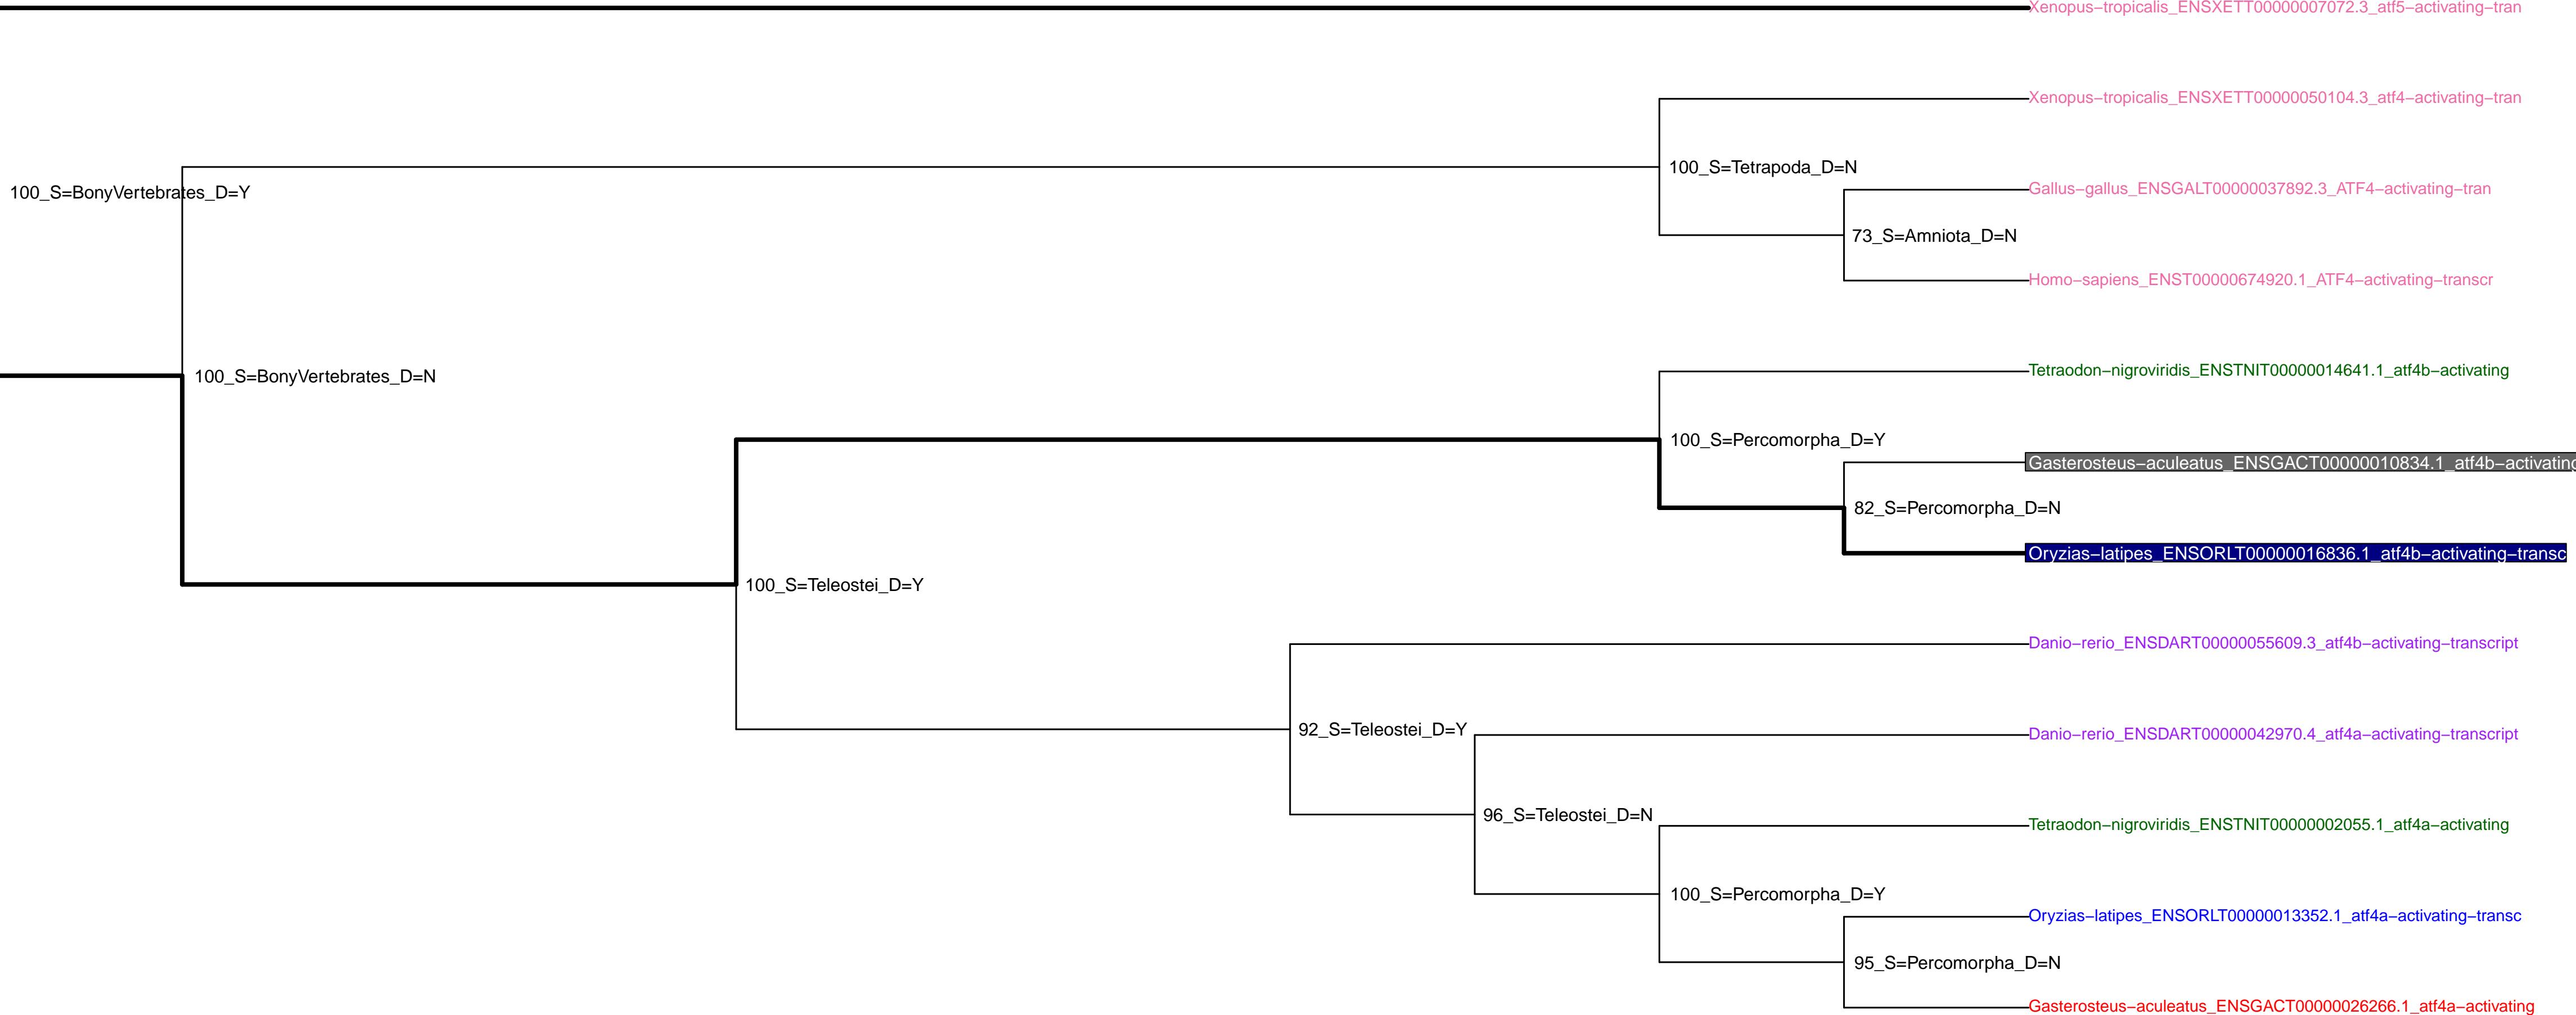 Xenopus−tropicalis_ENSXETT00000007072.3_atf5−activating−tran
Xenopus−tropicalis_ENSXETT00000050104.3_atf4−activating−tran
100_S=Tetrapoda_D=N
Gallus−gallus_ENSGALT00000037892.3_ATF4−activating−tran
100_S=BonyVertebrates_D=Y
73_S=Amniota_D=N
Homo−sapiens_ENST00000674920.1_ATF4−activating−transcr
Tetraodon−nigroviridis_ENSTNIT00000014641.1_atf4b−activating
100_S=BonyVertebrates_D=N
100_S=Percomorpha_D=Y
Gasterosteus−aculeatus_ENSGACT00000010834.1_atf4b−activating
82_S=Percomorpha_D=N
Oryzias−latipes_ENSORLT00000016836.1_atf4b−activating−transc
100_S=Teleostei_D=Y
Danio−rerio_ENSDART00000055609.3_atf4b−activating−transcript
92_S=Teleostei_D=Y
Danio−rerio_ENSDART00000042970.4_atf4a−activating−transcript
96_S=Teleostei_D=N
Tetraodon−nigroviridis_ENSTNIT00000002055.1_atf4a−activating
100_S=Percomorpha_D=Y
Oryzias−latipes_ENSORLT00000013352.1_atf4a−activating−transc
95_S=Percomorpha_D=N
Gasterosteus−aculeatus_ENSGACT00000026266.1_atf4a−activating